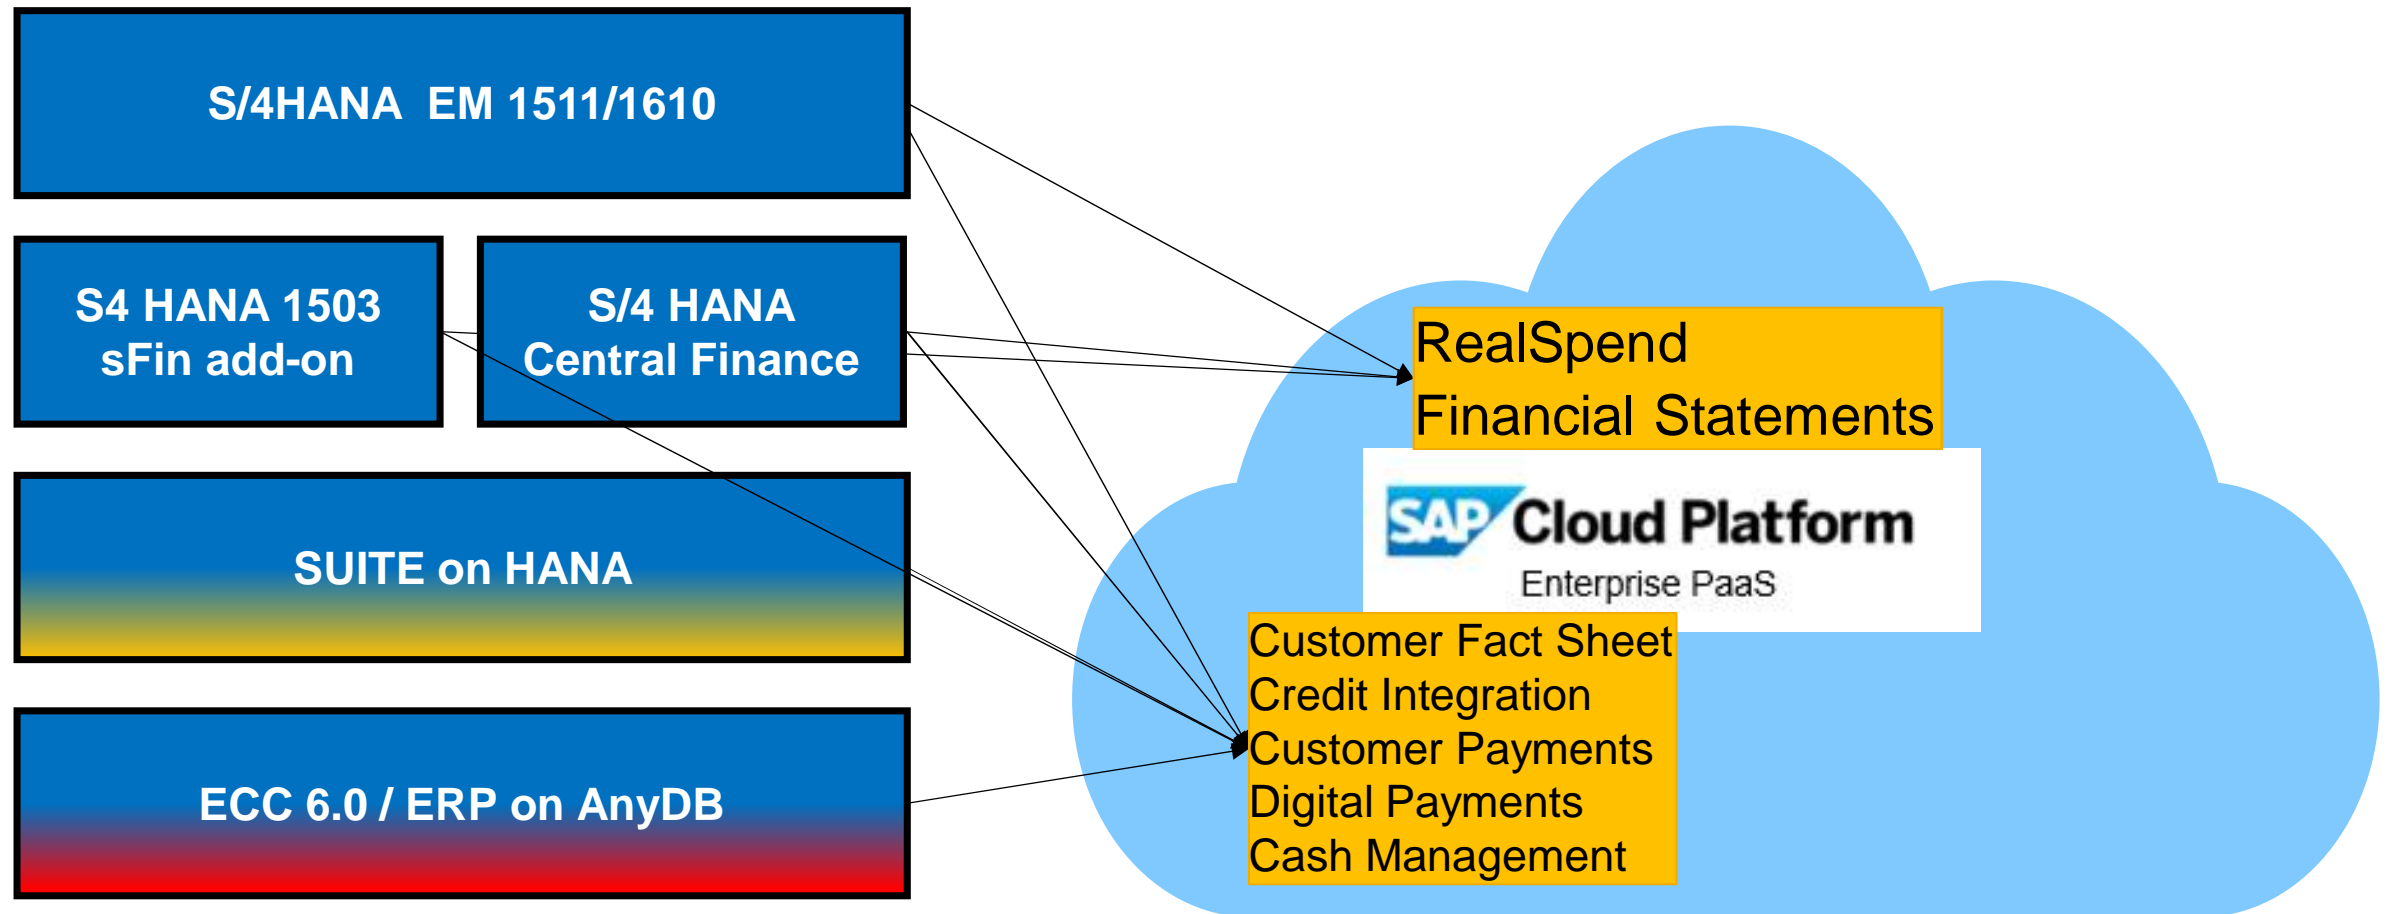 S/4HANA  EM 1511/1610
S4 HANA 1503
sFin add-on
S/4 HANA
Central Finance
SUITE on HANA
ECC 6.0 / ERP on AnyDB
RealSpend
Financial Statements
SAP Cloud Platform
Enterprise PaaS
Customer Fact Sheet
Credit Integration
Customer Payments
Digital Payments
Cash Management